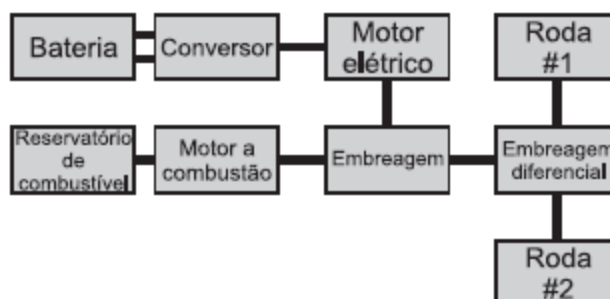 Bateria
Conversor
Motor
elétrico
Roda
#1
Reservatório
de
combustível
Motor a
combustão
Embreagem
Embreagem
diferencial
Roda
#2